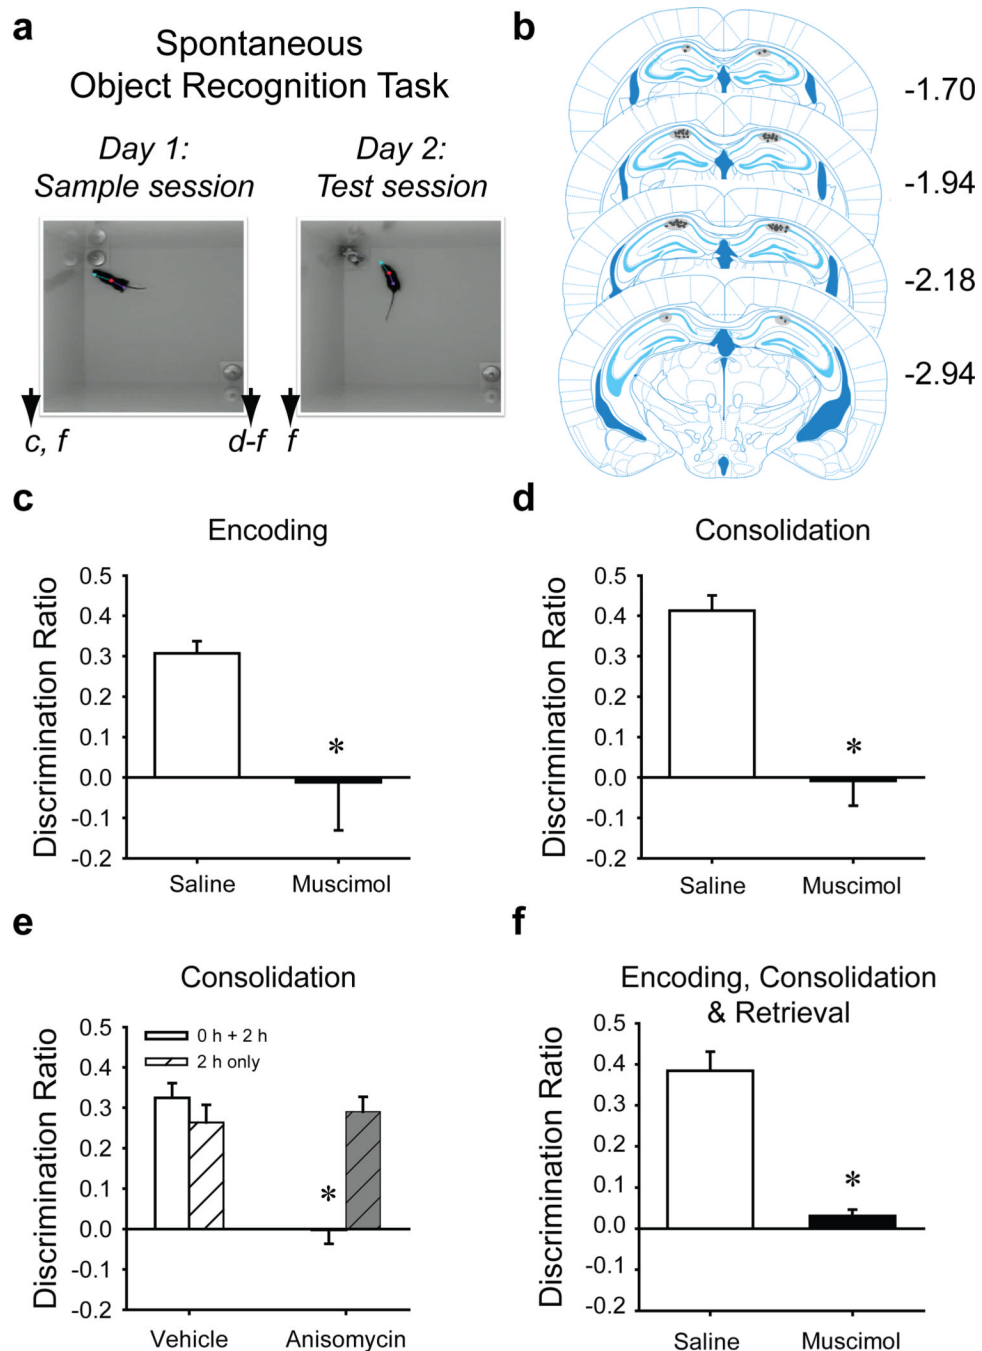 a
Spontaneous
Object Recognition Task
Day 1:
Sample session
Day 2:
Test session
c, f
d-f
f
b
-1.70
-1.94
-2.18
-2.94
c
Encoding
Discrimination Ratio
0.5
0.4
0.3
0.2
0.1
0.0
-0.1
-0.2
*
Saline
Muscimol
d
Consolidation
Discrimination Ratio
0.5
0.4
0.3
0.2
0.1
0.0
-0.1
-0.2
*
Saline
Muscimol
e
Consolidation
Discrimination Ratio
0.5
0.4
0.3
0.2
0.1
0.0
-0.1
-0.2
0 h + 2 h
2 h only
*
Vehicle
Anisomycin
f
Encoding, Consolidation
& Retrieval
Discrimination Ratio
0.5
0.4
0.3
0.2
0.1
0.0
-0.1
-0.2
*
Saline
Muscimol